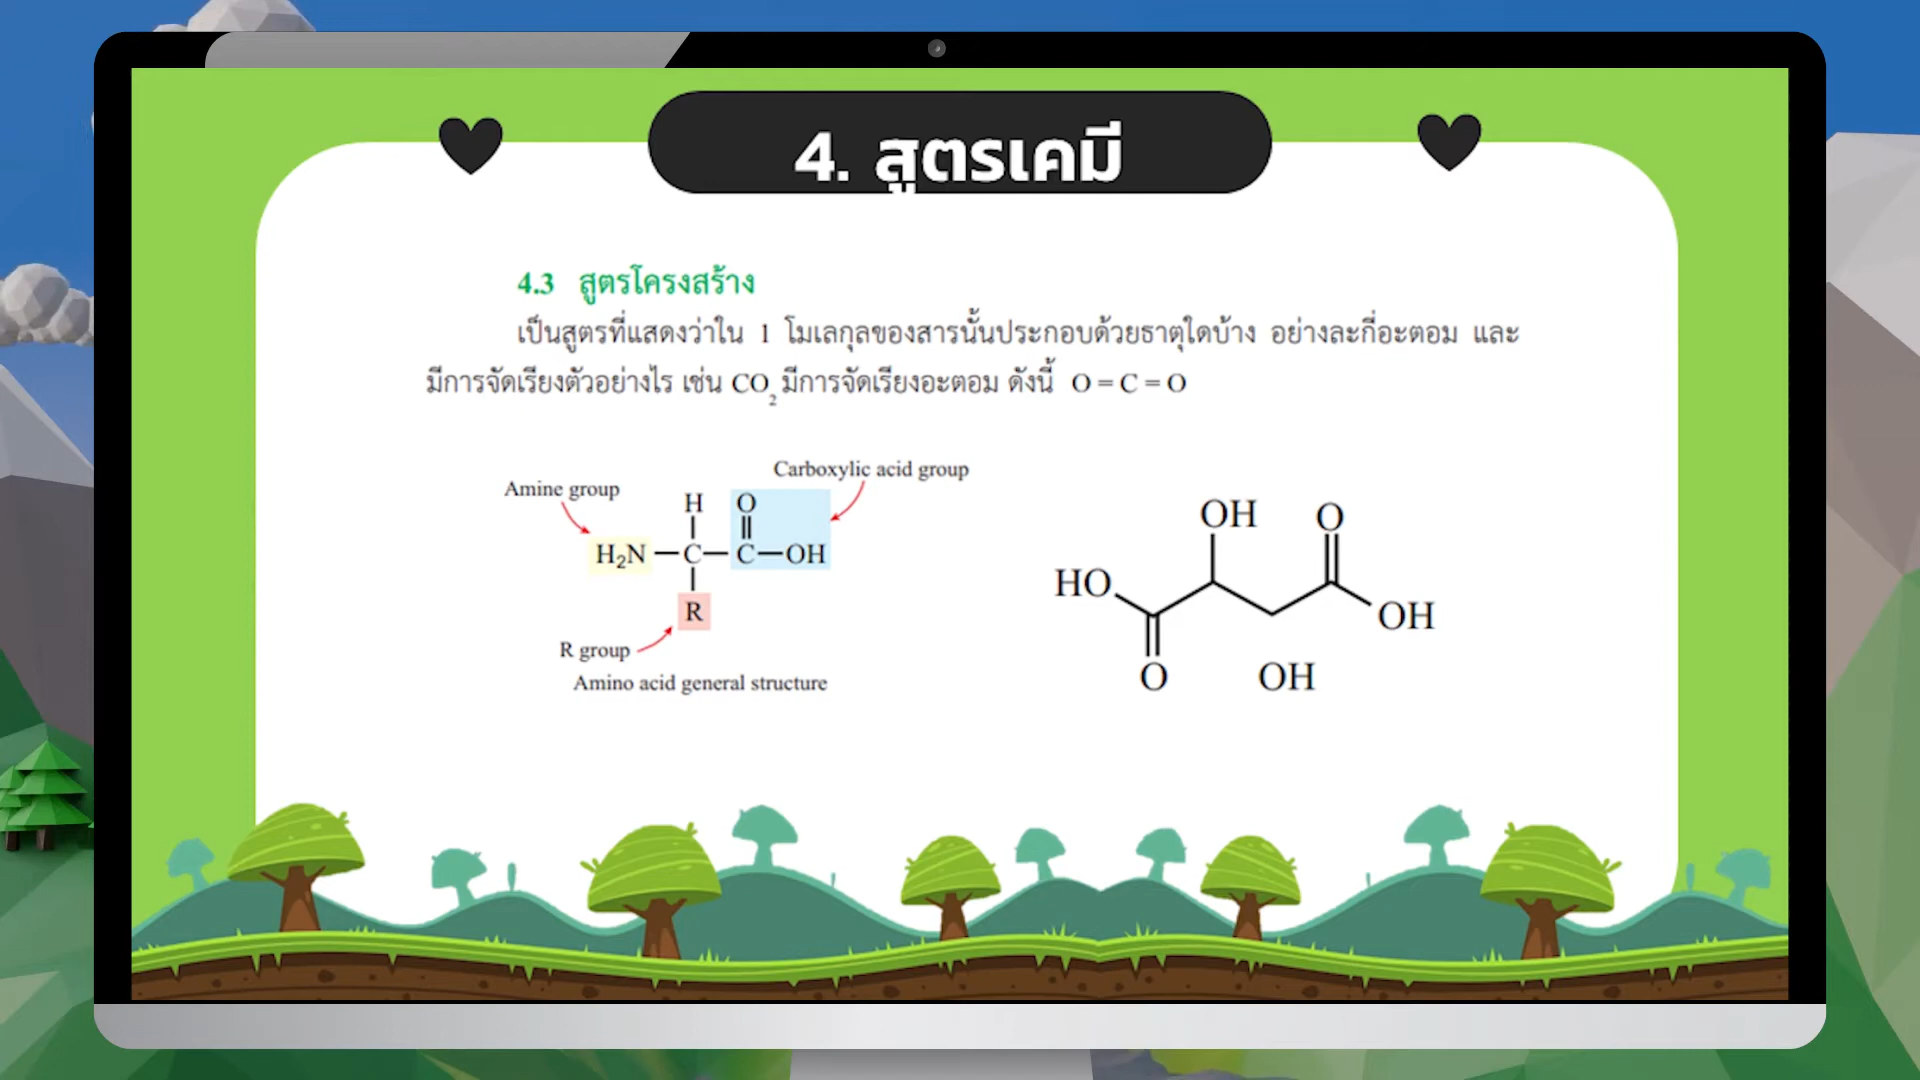 4. สูตรเคมี
4.3 สูตรโครงสร้าง
เป็นสูตรที่แสดงว่าใน 1 โมเลกุลของสารนั้นประกอบด้วยธาตุใดบ้าง อย่างละกี่อะตอม และ
มีการจัดเรียงตัวอย่างไร เช่น CO₂ มีการจัดเรียงอะตอม ดังนี้ O = C = O
Carboxylic acid group
Amine group
H O
H₂N — C — C — OH
R
R group
Amino acid general structure
OH O
HO
OH
O OH